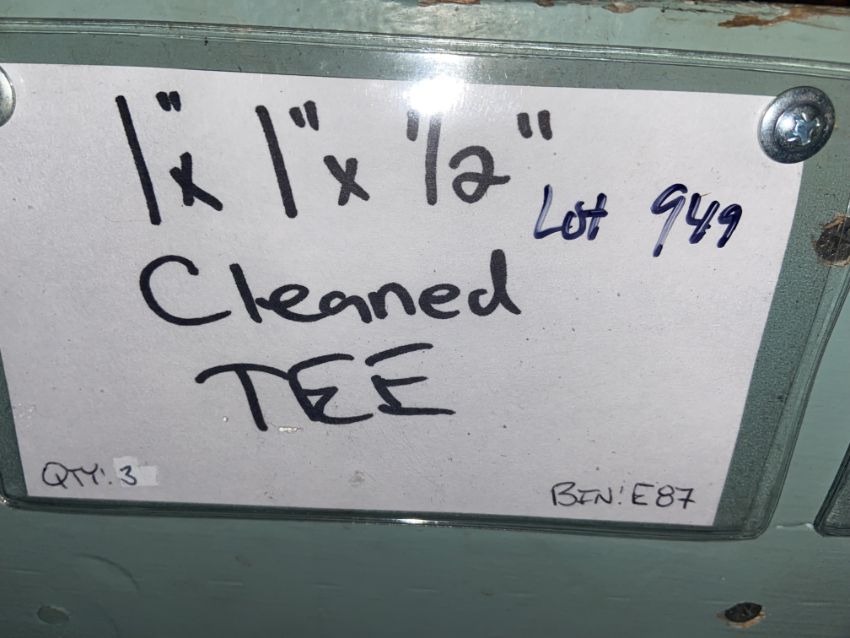 1" x 1" x 1/2"
Lot 949
Cleaned
TEE
QTY: 3
BIN: E87